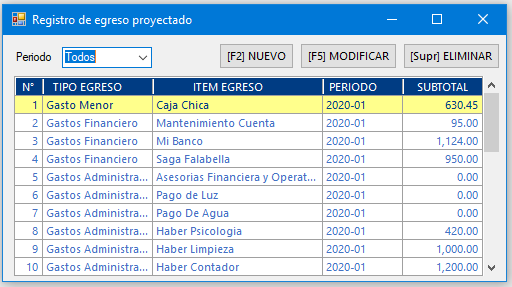 Registro de egreso proyectado
Periodo Todos [F2] NUEVO [F5] MODIFICAR [Supr] ELIMINAR
N° TIPO EGRESO ITEM EGRESO PERIODO SUBTOTAL
1 Gasto Menor Caja Chica 2020-01 630.45
2 Gastos Financiero Mantenimiento Cuenta 2020-01 95.00
3 Gastos Financiero Mi Banco 2020-01 1,124.00
4 Gastos Financiero Saga Falabella 2020-01 950.00
5 Gastos Administra... Asesorias Financiera y Operat... 2020-01 0.00
6 Gastos Administra... Pago de Luz 2020-01 0.00
7 Gastos Administra... Pago De Agua 2020-01 0.00
8 Gastos Administra... Haber Psicologia 2020-01 420.00
9 Gastos Administra... Haber Limpieza 2020-01 1,000.00
10 Gastos Administra... Haber Contador 2020-01 1,200.00